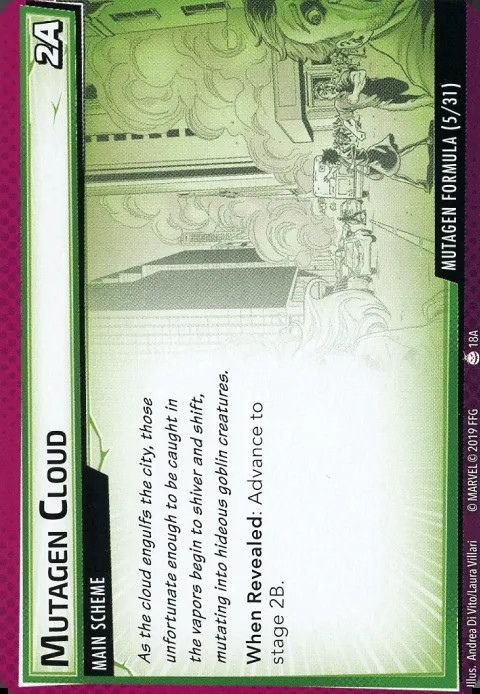 Mutagen Cloud
2A
MAIN SCHEME
As the cloud engulfs the city, those
unfortunate enough to be caught in
the vapors begin to shiver and shift,
mutating into hideous goblin creatures.
When Revealed: Advance to
stage 2B.
MUTAGEN FORMULA (5/31)
Illus. Andrea Di Vito/Laura Villari
© MARVEL © 2019 FFG
18A